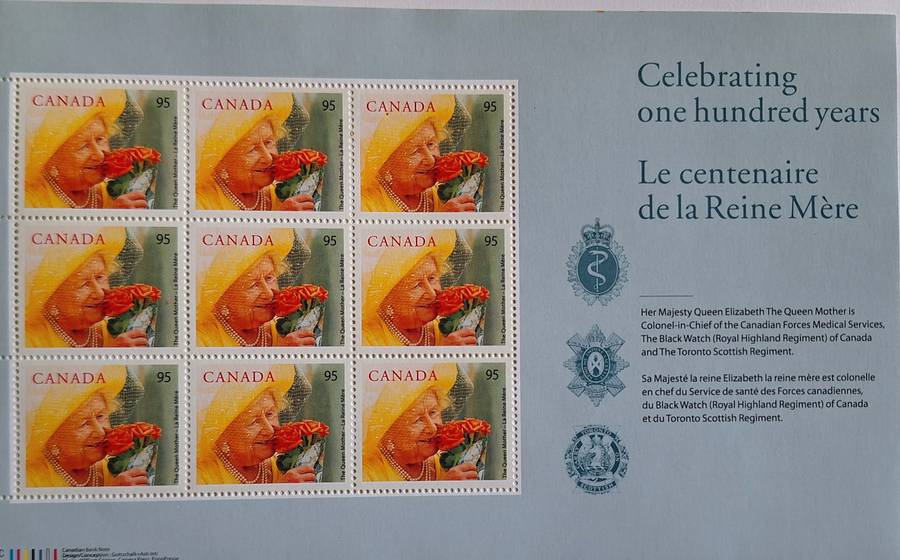 CANADA 95
The Queen Mother – La Reine Mère
CANADA 95
The Queen Mother – La Reine Mère
CANADA 95
The Queen Mother – La Reine Mère
CANADA 95
The Queen Mother – La Reine Mère
CANADA 95
The Queen Mother – La Reine Mère
CANADA 95
The Queen Mother – La Reine Mère
CANADA 95
The Queen Mother – La Reine Mère
CANADA 95
The Queen Mother – La Reine Mère
CANADA 95
The Queen Mother – La Reine Mère
Celebrating
one hundred years
Le centenaire
de la Reine Mère
Her Majesty Queen Elizabeth The Queen Mother is
Colonel-in-Chief of the Canadian Forces Medical Services,
The Black Watch (Royal Highland Regiment) of Canada
and The Toronto Scottish Regiment.
Sa Majesté la reine Elizabeth la reine mère est colonelle
en chef du Service de santé des Forces canadiennes,
du Black Watch (Royal Highland Regiment) of Canada
et du Toronto Scottish Regiment.
TORONTO
SCOTTISH
Canadian Bank Note
Design/Conception : Gottschalk+Ash Int'l